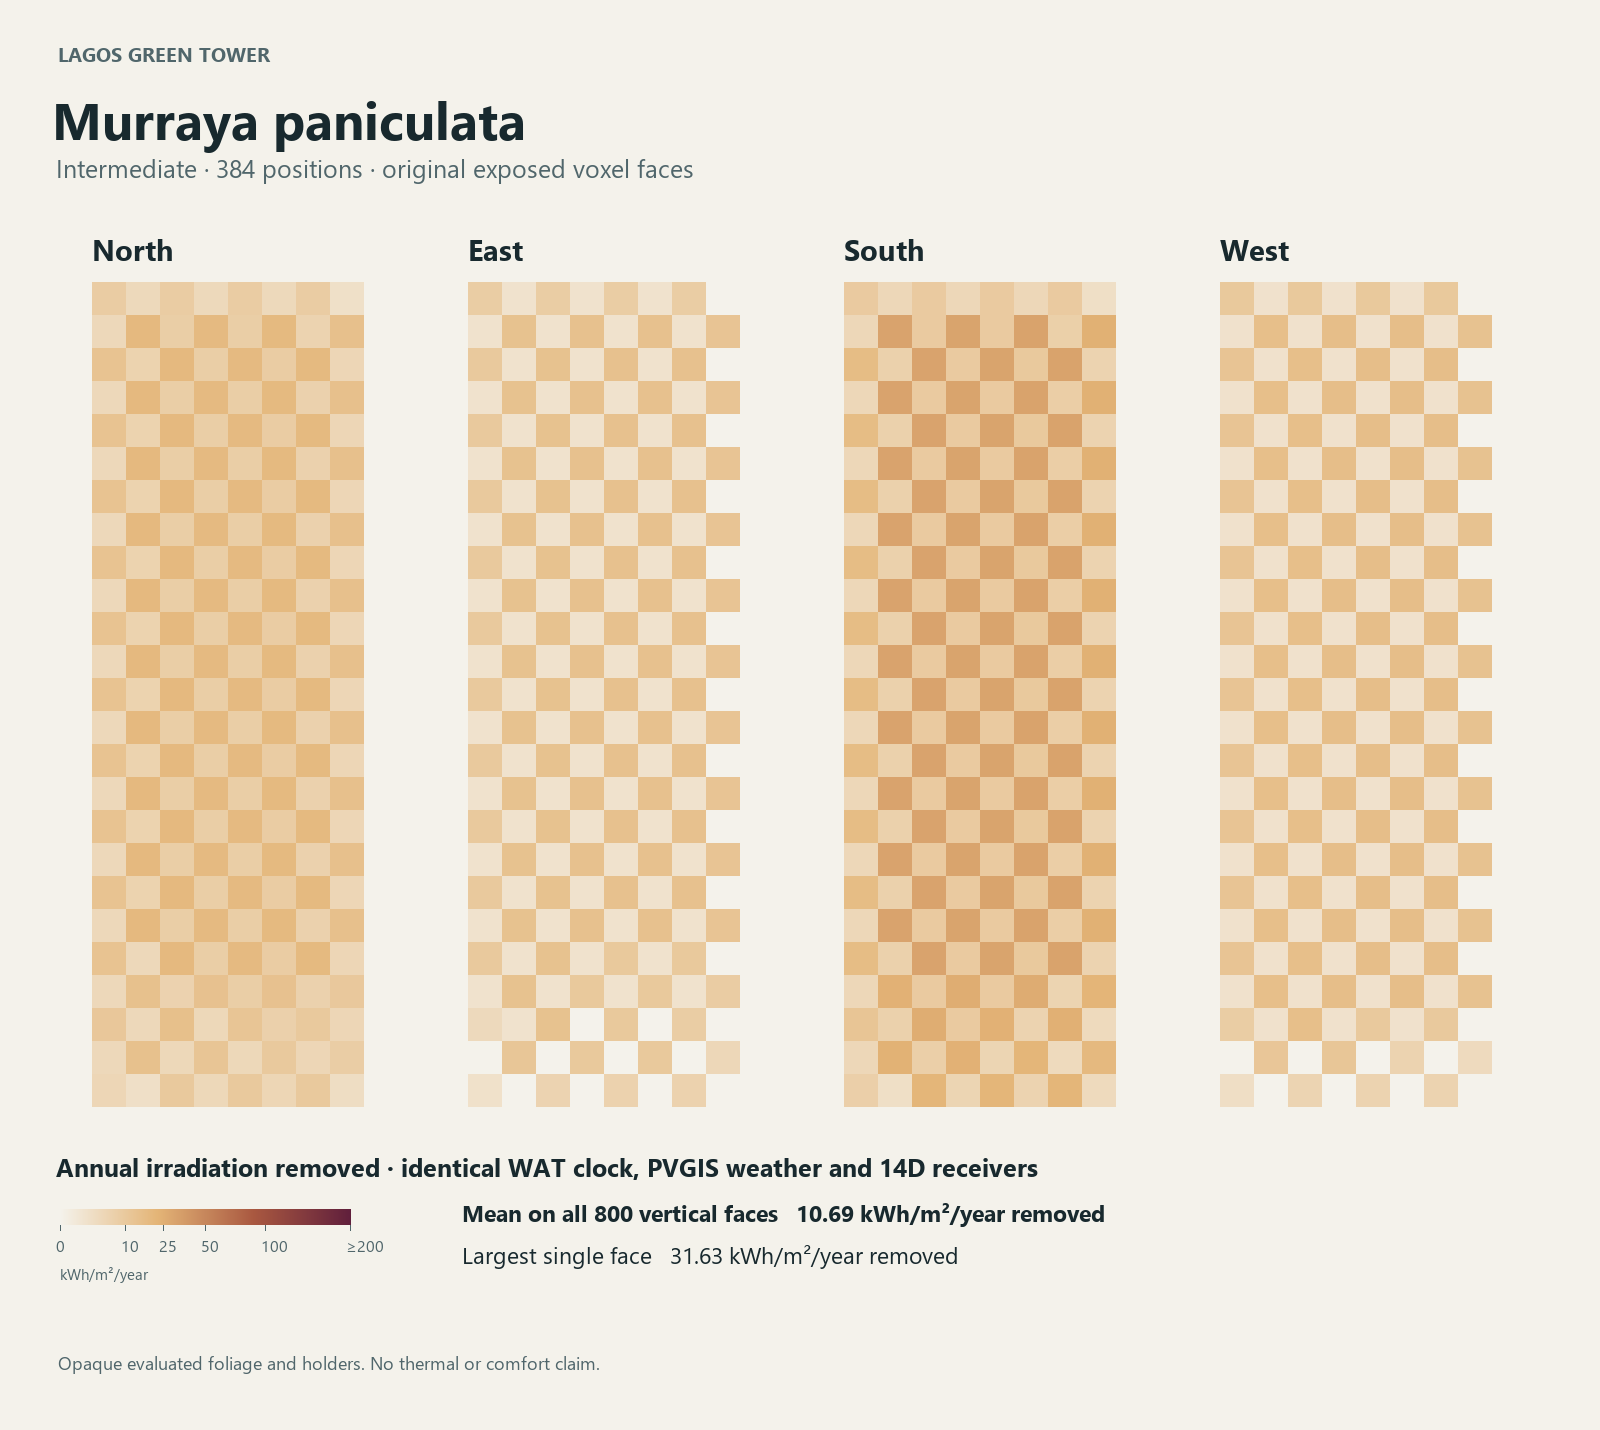 LAGOS GREEN TOWER
Murraya paniculata
Intermediate · 384 positions · original exposed voxel faces
North East South West
Annual irradiation removed · identical WAT clock, PVGIS weather and 14D receivers
Mean on all 800 vertical faces 10.69 kWh/m²/year removed
0 10 25 50 100 ≥200
Largest single face 31.63 kWh/m²/year removed
kWh/m²/year
Opaque evaluated foliage and holders. No thermal or comfort claim.